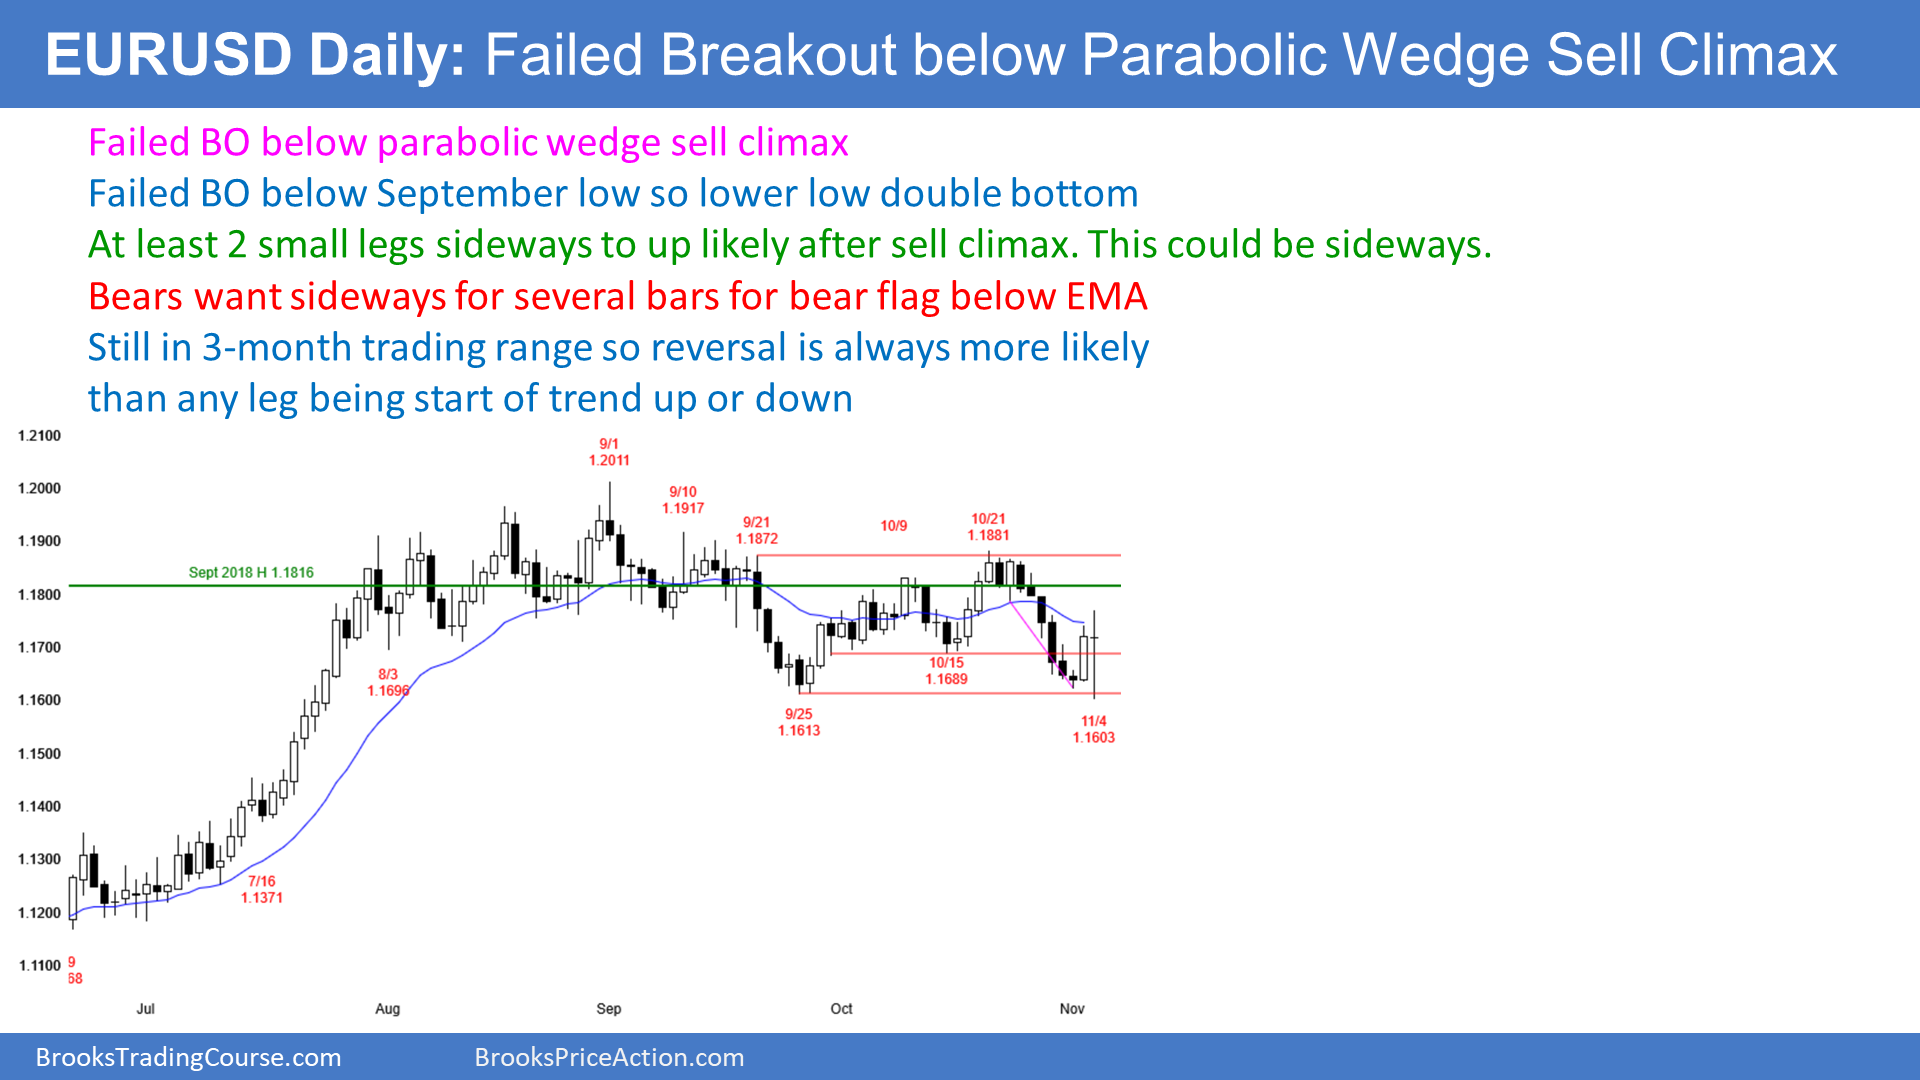 EURUSD Daily: Failed Breakout below Parabolic Wedge Sell Climax
Failed BO below parabolic wedge sell climax
Failed BO below September low so lower low double bottom
At least 2 small legs sideways to up likely after sell climax. This could be sideways.
Bears want sideways for several bars for bear flag below EMA
Still in 3-month trading range so reversal is always more likely
than any leg being start of trend up or down
1.2100
1.2000
1.1900
1.1800
1.1700
1.1600
1.1500
1.1400
1.1300
1.1200
1.1100
9
68
7/16
1.1371
Sept 2018 H 1.1816
8/3
1.1696
9/1
1.2011
9/10
1.1917
9/21
1.1872
9/25
1.1613
10/9
10/15
1.1689
10/21
1.1881
11/4
1.1603
Jul
Aug
Sep
Oct
Nov
BrooksTradingCourse.com
BrooksPriceAction.com